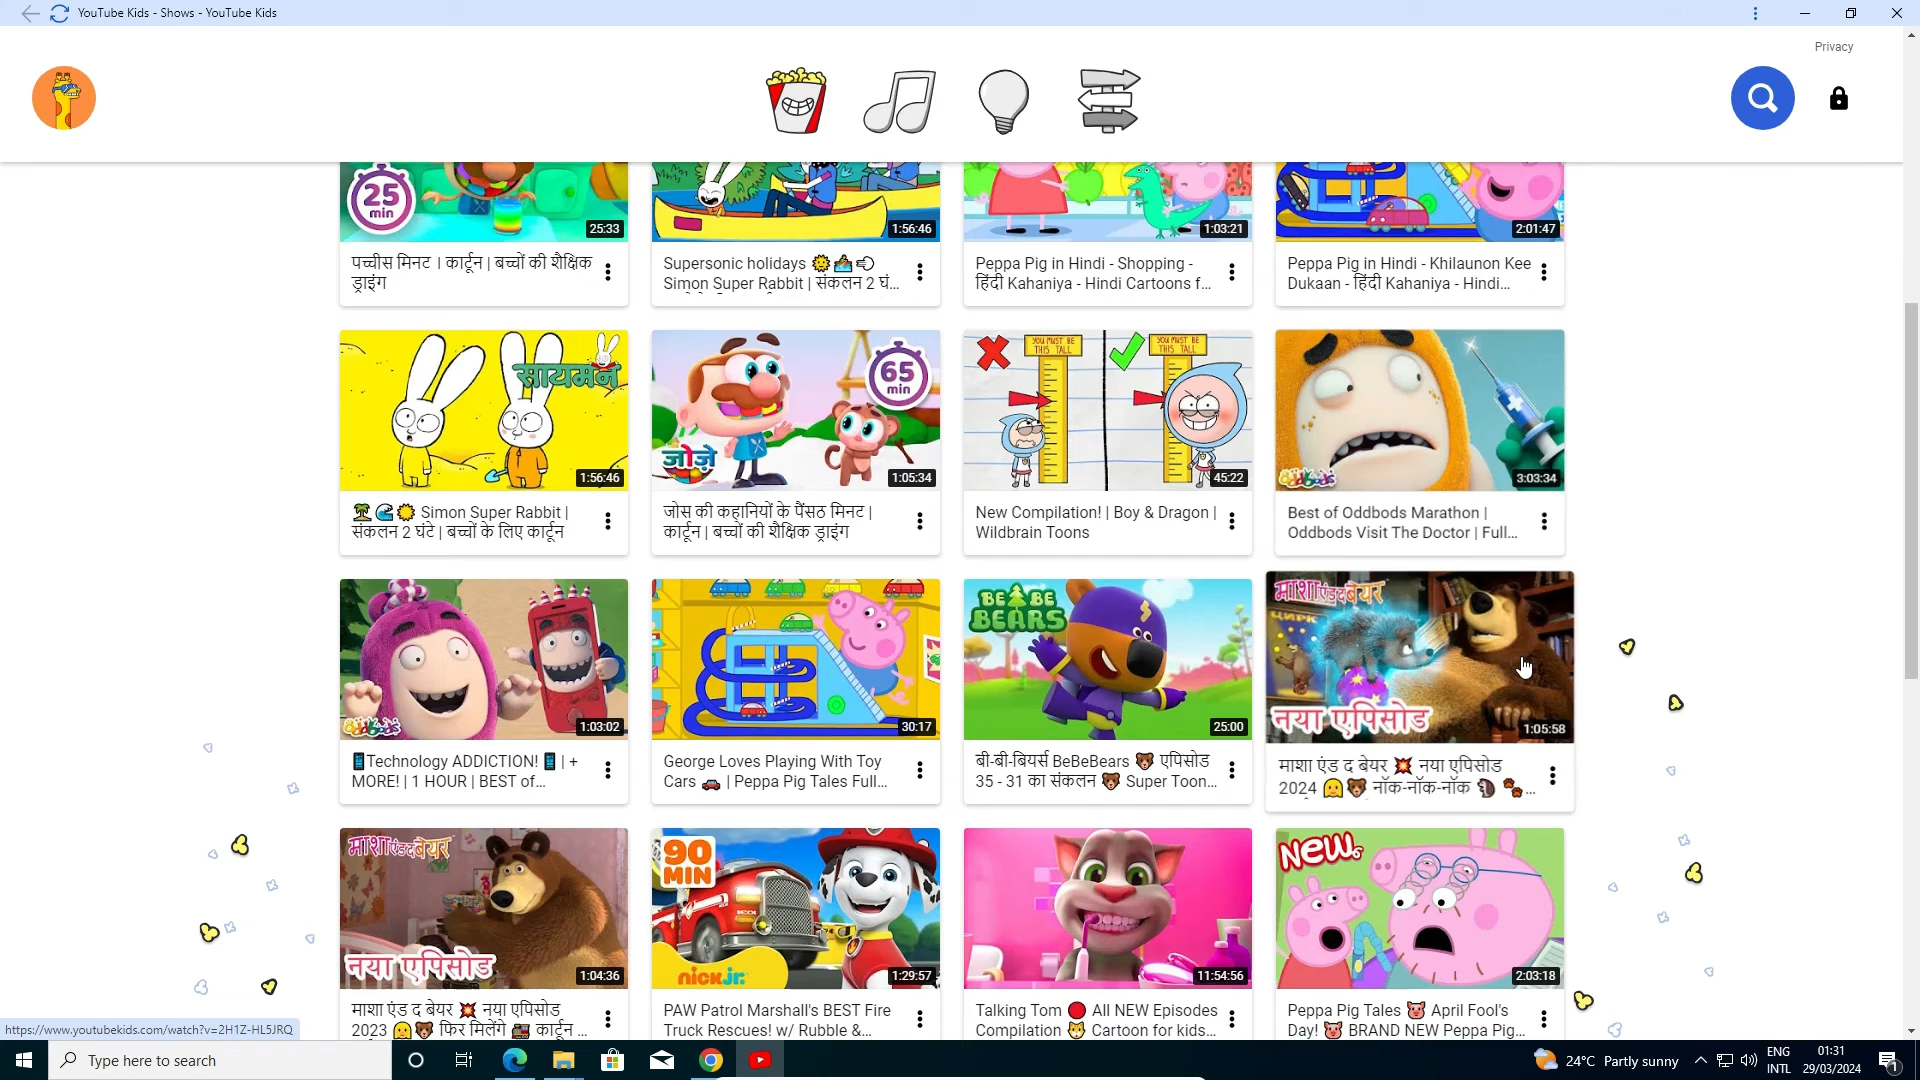 YouTube Kids - Shows - YouTube Kids
Privacy
25
min
25:33
1:56:46
1:03:21
2:01:47
पच्चीस मिनट । कार्टून | बच्चों की शैक्षिक
ड्राइंग
Supersonic holidays 🌞🚣💨
Simon Super Rabbit | संकलन 2 घं...
Peppa Pig in Hindi - Shopping -
हिंदी Kahaniya - Hindi Cartoons f...
Peppa Pig in Hindi - Khilaunon Kee
Dukaan - हिंदी Kahaniya - Hindi...
सायमन
1:56:46
65
min
जोज़े
1:05:34
YOU MUST BE
THIS TALL
YOU MUST BE
THIS TALL
45:22
oddbods
3:03:34
🏝️🌊🌞 Simon Super Rabbit |
संकलन 2 घंटे | बच्चों के लिए कार्टून
जोस की कहानियों के पैंसठ मिनट |
कार्टून | बच्चों की शैक्षिक ड्राइंग
New Compilation! | Boy & Dragon |
Wildbrain Toons
Best of Oddbods Marathon |
Oddbods Visit The Doctor | Full...
oddbods
1:03:02
30:17
BE BE
BEARS
25:00
माशा एंड द बेयर
ЦИРК
नया एपिसोड
1:05:58
📱Technology ADDICTION! 📱 | +
MORE! | 1 HOUR | BEST of...
George Loves Playing With Toy
Cars 🚗 | Peppa Pig Tales Full...
बी-बी-बियर्स BeBeBears 🐻 एपिसोड
35 - 31 का संकलन 🐻 Super Toon...
माशा एंड द बेयर 💥 नया एपिसोड
2024 👱‍♀️🐻 नॉक-नॉक-नॉक 🦔 🐾...
माशा एंड द बेयर
नया एपिसोड
1:04:36
90
MIN
nick jr.
1:29:57
11:54:56
New
2:03:18
माशा एंड द बेयर 💥 नया एपिसोड
2023 👱‍♀️🐻 फिर मिलेंगे 🚂 कार्टून ...
PAW Patrol Marshall's BEST Fire
Truck Rescues! w/ Rubble &...
Talking Tom 🔴 All NEW Episodes
Compilation 🐱 Cartoon for kids...
Peppa Pig Tales 🐷 April Fool's
Day! 🐷 BRAND NEW Peppa Pig...
https://www.youtubekids.com/watch?v=2H1Z-HL5JRQ
Type here to search
24°C Partly sunny
ENG
INTL
01:31
29/03/2024
1